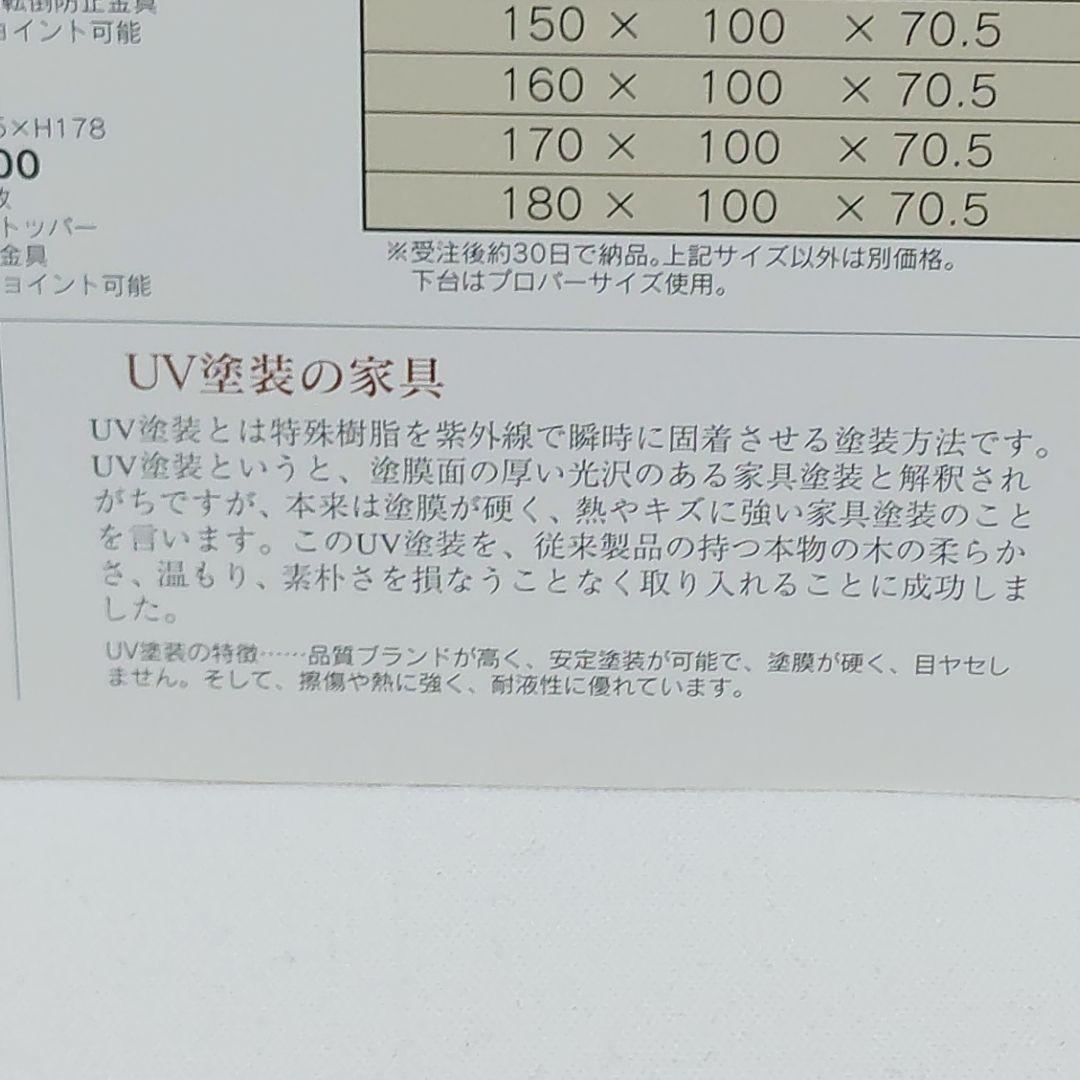 転倒防止金具
ョイント可能
5×H178
00
枚
トッパー
金具
ョイント可能
150 × 100 × 70.5
160 × 100 × 70.5
170 × 100 × 70.5
180 × 100 × 70.5
※受注後約30日で納品。上記サイズ以外は別価格。
下台はプロパーサイズ使用。
UV塗装の家具
UV塗装とは特殊樹脂を紫外線で瞬時に固着させる塗装方法です。
UV塗装というと、塗膜面の厚い光沢のある家具塗装と解釈され
がちですが、本来は塗膜が硬く、熱やキズに強い家具塗装のこと
を言います。このUV塗装を、従来製品の持つ本物の木の柔らか
さ、温もり、素朴さを損なうことなく取り入れることに成功しま
した。
UV塗装の特徴……品質ブランドが高く、安定塗装が可能で、塗膜が硬く、目ヤセし
ません。そして、擦傷や熱に強く、耐液性に優れています。